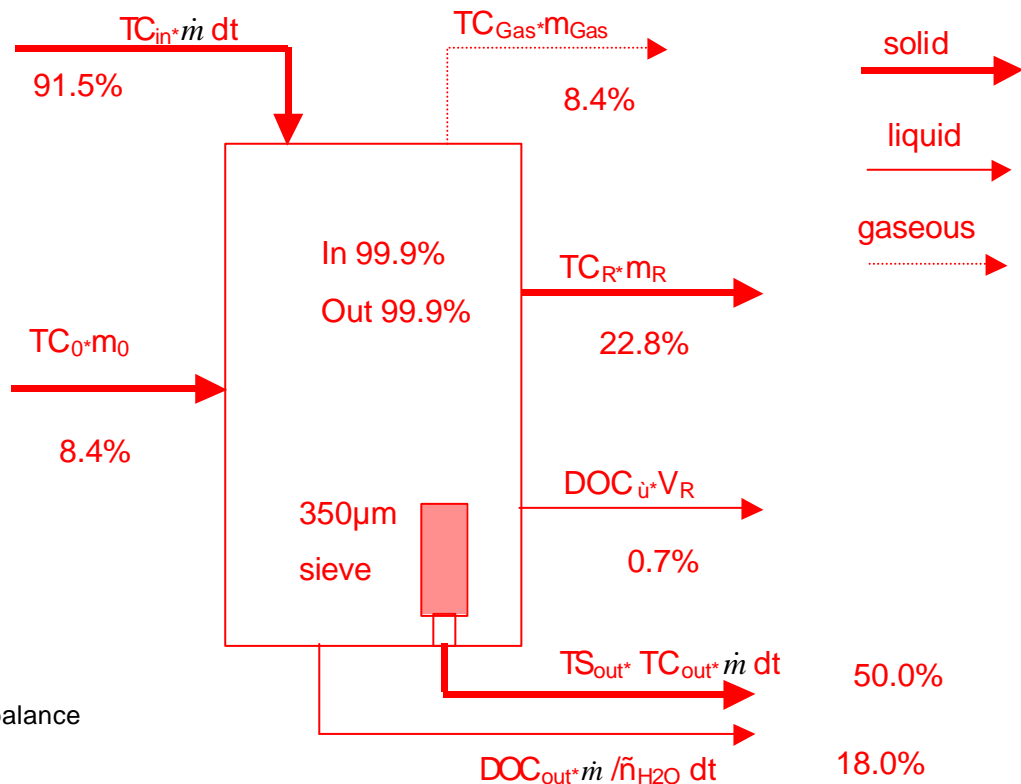 TCin*ṁ dt
91.5%
TCGas*mGas
8.4%
solid
liquid
gaseous
In 99.9%
Out 99.9%
TCR*mR
22.8%
TC0*m0
8.4%
350µm
sieve
DOCù*VR
0.7%
TSout* TCout*ṁ dt
50.0%
alance
DOCout*ṁ /ñH2O dt
18.0%